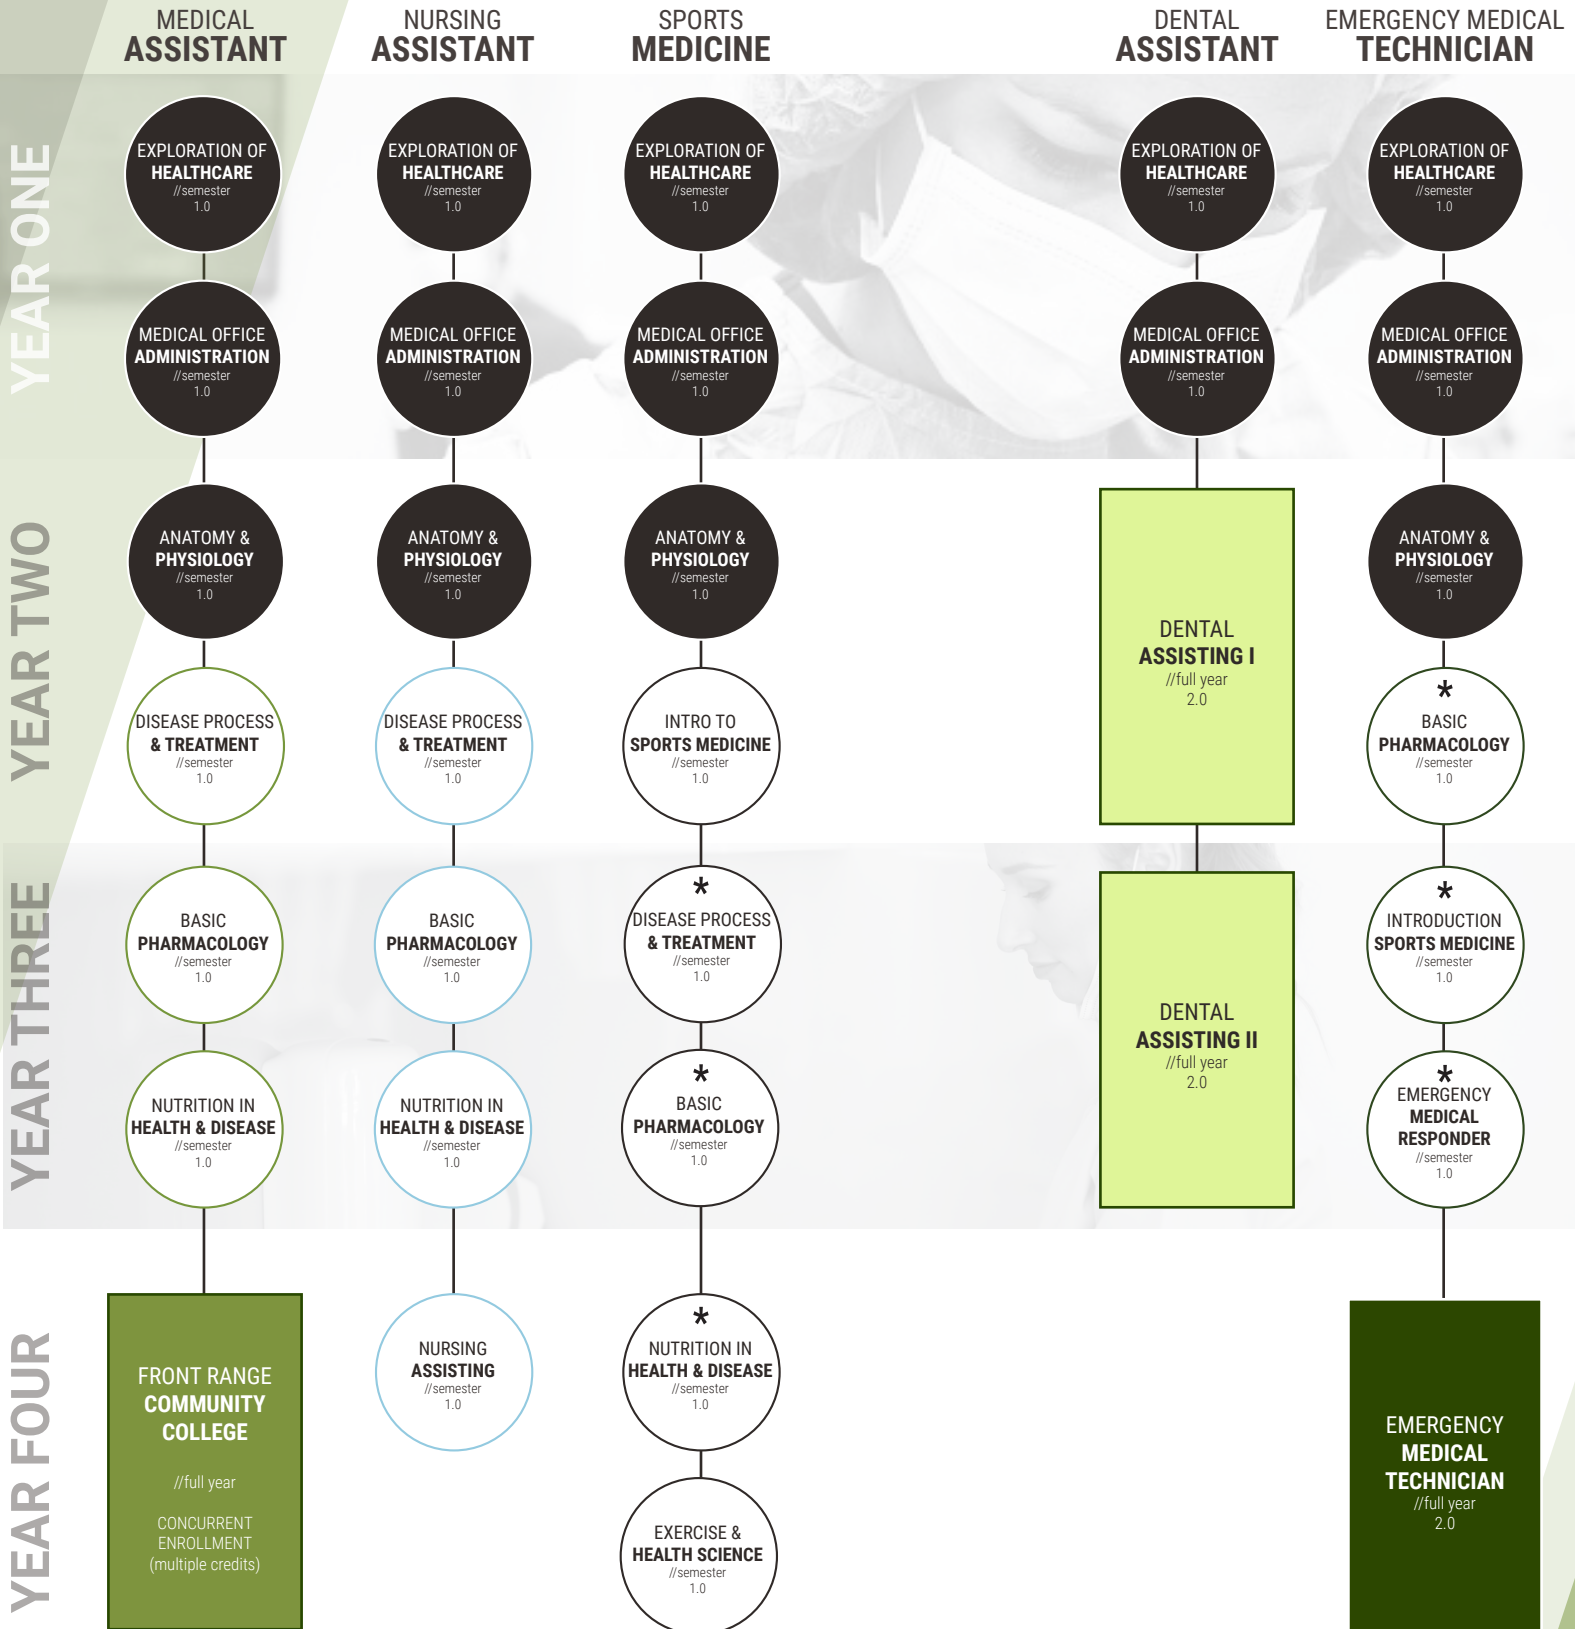 MEDICAL
ASSISTANT
NURSING
ASSISTANT
SPORTS
MEDICINE
DENTAL
ASSISTANT
EMERGENCY MEDICAL
TECHNICIAN
YEAR ONE
EXPLORATION OF
HEALTHCARE
//semester
1.0
EXPLORATION OF
HEALTHCARE
//semester
1.0
EXPLORATION OF
HEALTHCARE
//semester
1.0
EXPLORATION OF
HEALTHCARE
//semester
1.0
EXPLORATION OF
HEALTHCARE
//semester
1.0
MEDICAL OFFICE
ADMINISTRATION
//semester
1.0
MEDICAL OFFICE
ADMINISTRATION
//semester
1.0
MEDICAL OFFICE
ADMINISTRATION
//semester
1.0
MEDICAL OFFICE
ADMINISTRATION
//semester
1.0
MEDICAL OFFICE
ADMINISTRATION
//semester
1.0
YEAR TWO
ANATOMY &
PHYSIOLOGY
//semester
1.0
ANATOMY &
PHYSIOLOGY
//semester
1.0
ANATOMY &
PHYSIOLOGY
//semester
1.0
DENTAL
ASSISTING I
//full year
2.0
ANATOMY &
PHYSIOLOGY
//semester
1.0
DISEASE PROCESS
& TREATMENT
//semester
1.0
DISEASE PROCESS
& TREATMENT
//semester
1.0
INTRO TO
SPORTS MEDICINE
//semester
1.0
*
BASIC
PHARMACOLOGY
//semester
1.0
YEAR THREE
BASIC
PHARMACOLOGY
//semester
1.0
BASIC
PHARMACOLOGY
//semester
1.0
*
DISEASE PROCESS
& TREATMENT
//semester
1.0
DENTAL
ASSISTING II
//full year
2.0
*
INTRODUCTION
SPORTS MEDICINE
//semester
1.0
NUTRITION IN
HEALTH & DISEASE
//semester
1.0
NUTRITION IN
HEALTH & DISEASE
//semester
1.0
*
BASIC
PHARMACOLOGY
//semester
1.0
*
EMERGENCY
MEDICAL
RESPONDER
//semester
1.0
YEAR FOUR
FRONT RANGE
COMMUNITY
COLLEGE
//full year
CONCURRENT
ENROLLMENT
(multiple credits)
NURSING
ASSISTING
//semester
1.0
*
NUTRITION IN
HEALTH & DISEASE
//semester
1.0
EXERCISE &
HEALTH SCIENCE
//semester
1.0
EMERGENCY
MEDICAL
TECHNICIAN
//full year
2.0